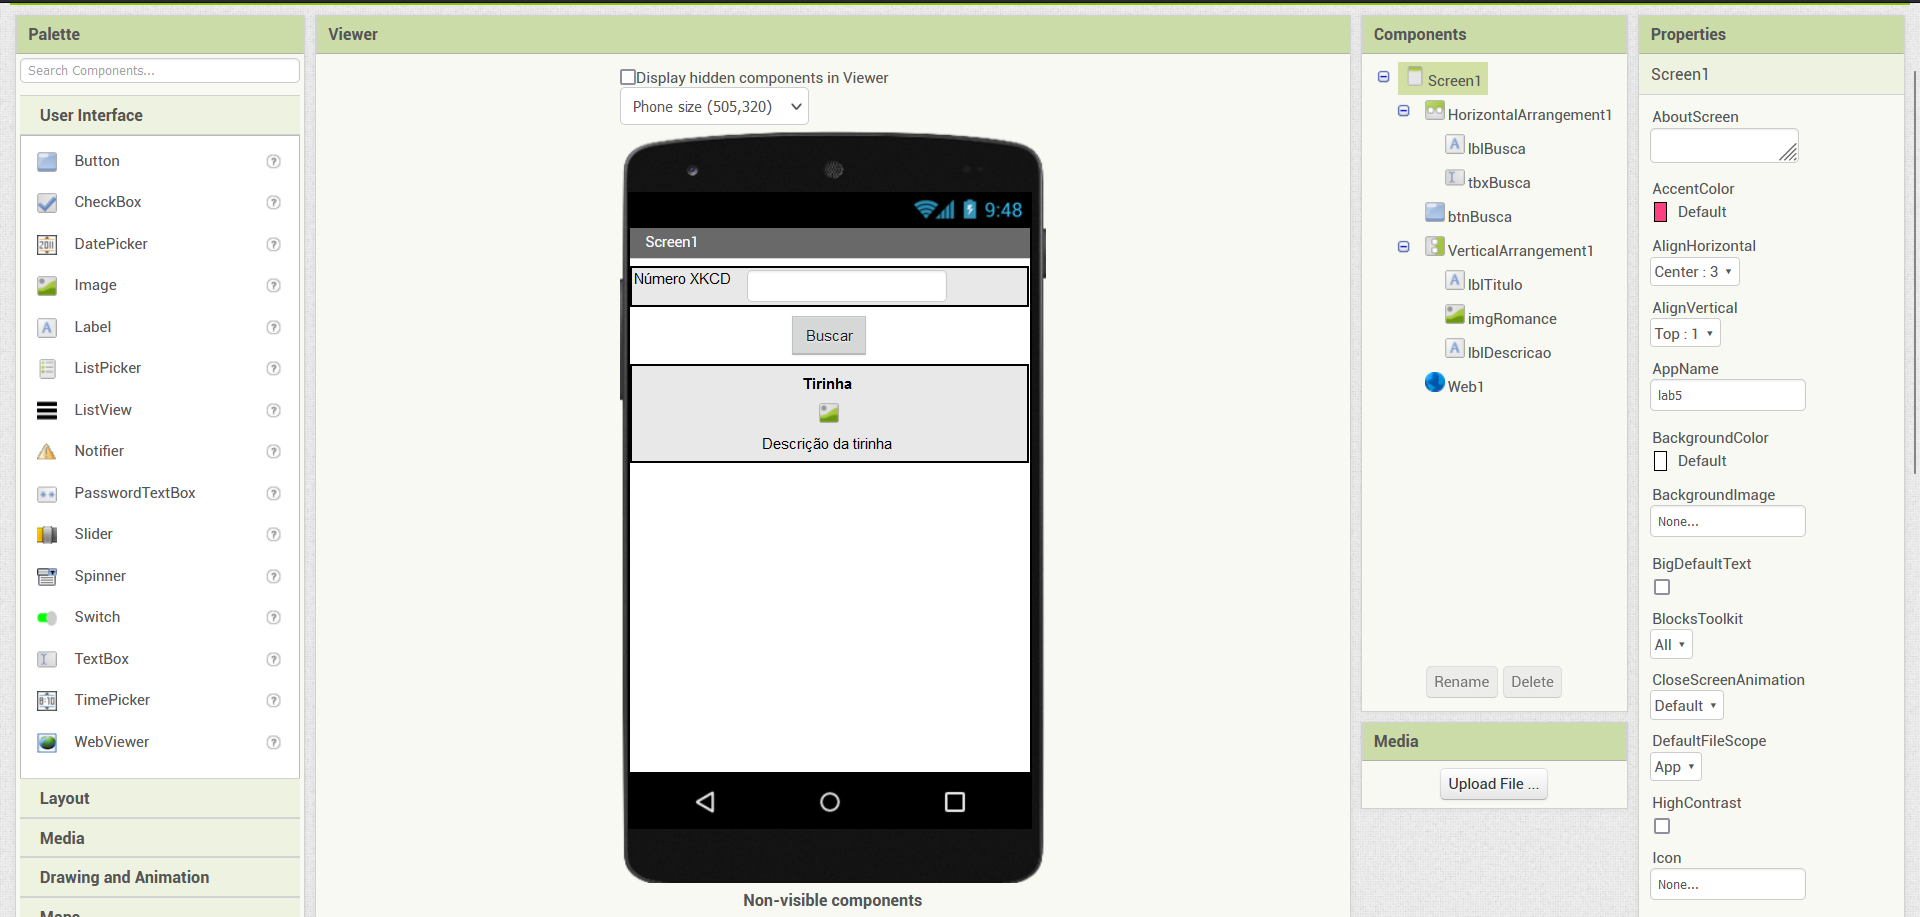 Palette
Search Components...
User Interface
Button ?
CheckBox ?
DatePicker ?
Image ?
Label ?
ListPicker ?
ListView ?
Notifier ?
PasswordTextBox ?
Slider ?
Spinner ?
Switch ?
TextBox ?
TimePicker ?
WebViewer ?
Layout
Media
Drawing and Animation
Maps
Viewer
Display hidden components in Viewer
Phone size (505,320)
9:48
Screen1
Número XKCD
Buscar
Tirinha
Descrição da tirinha
Non-visible components
Components
Screen1
HorizontalArrangement1
lblBusca
tbxBusca
btnBusca
VerticalArrangement1
lblTitulo
imgRomance
lblDescricao
Web1
Rename Delete
Media
Upload File ...
Properties
Screen1
AboutScreen
AccentColor
Default
AlignHorizontal
Center : 3
AlignVertical
Top : 1
AppName
lab5
BackgroundColor
Default
BackgroundImage
None...
BigDefaultText
BlocksToolkit
All
CloseScreenAnimation
Default
DefaultFileScope
App
HighContrast
Icon
None...